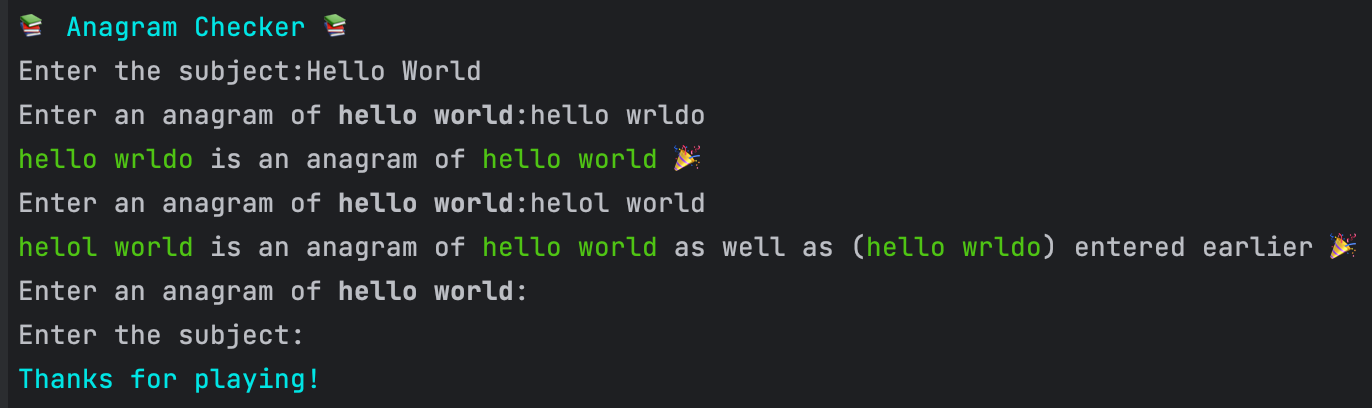 📚 Anagram Checker 📚
Enter the subject:Hello World
Enter an anagram of hello world:hello wrldo
hello wrldo is an anagram of hello world 🎉
Enter an anagram of hello world:helol world
helol world is an anagram of hello world as well as (hello wrldo) entered earlier 🎉
Enter an anagram of hello world:
Enter the subject:
Thanks for playing!